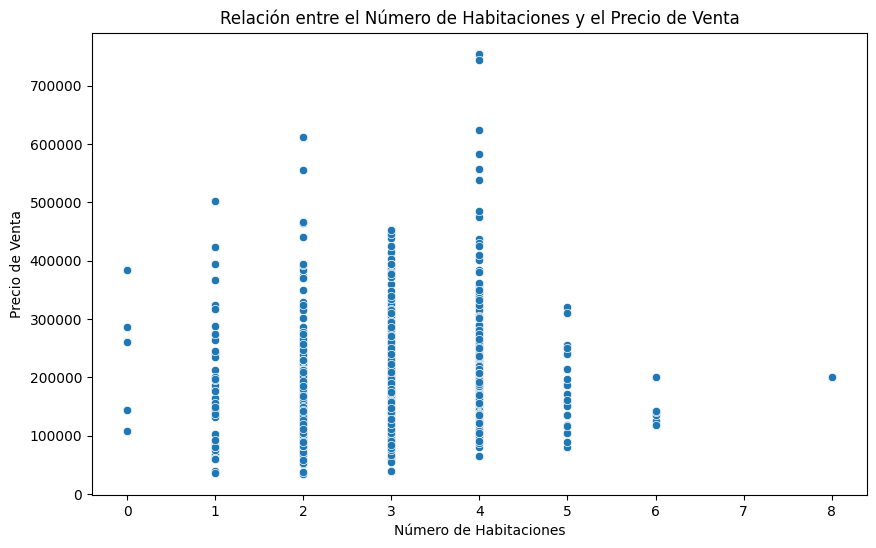 Relación entre el Número de Habitaciones y el Precio de Venta
Precio de Venta
700000
600000
500000
400000
300000
200000
100000
0
0 1 2 3 4 5 6 7 8
Número de Habitaciones